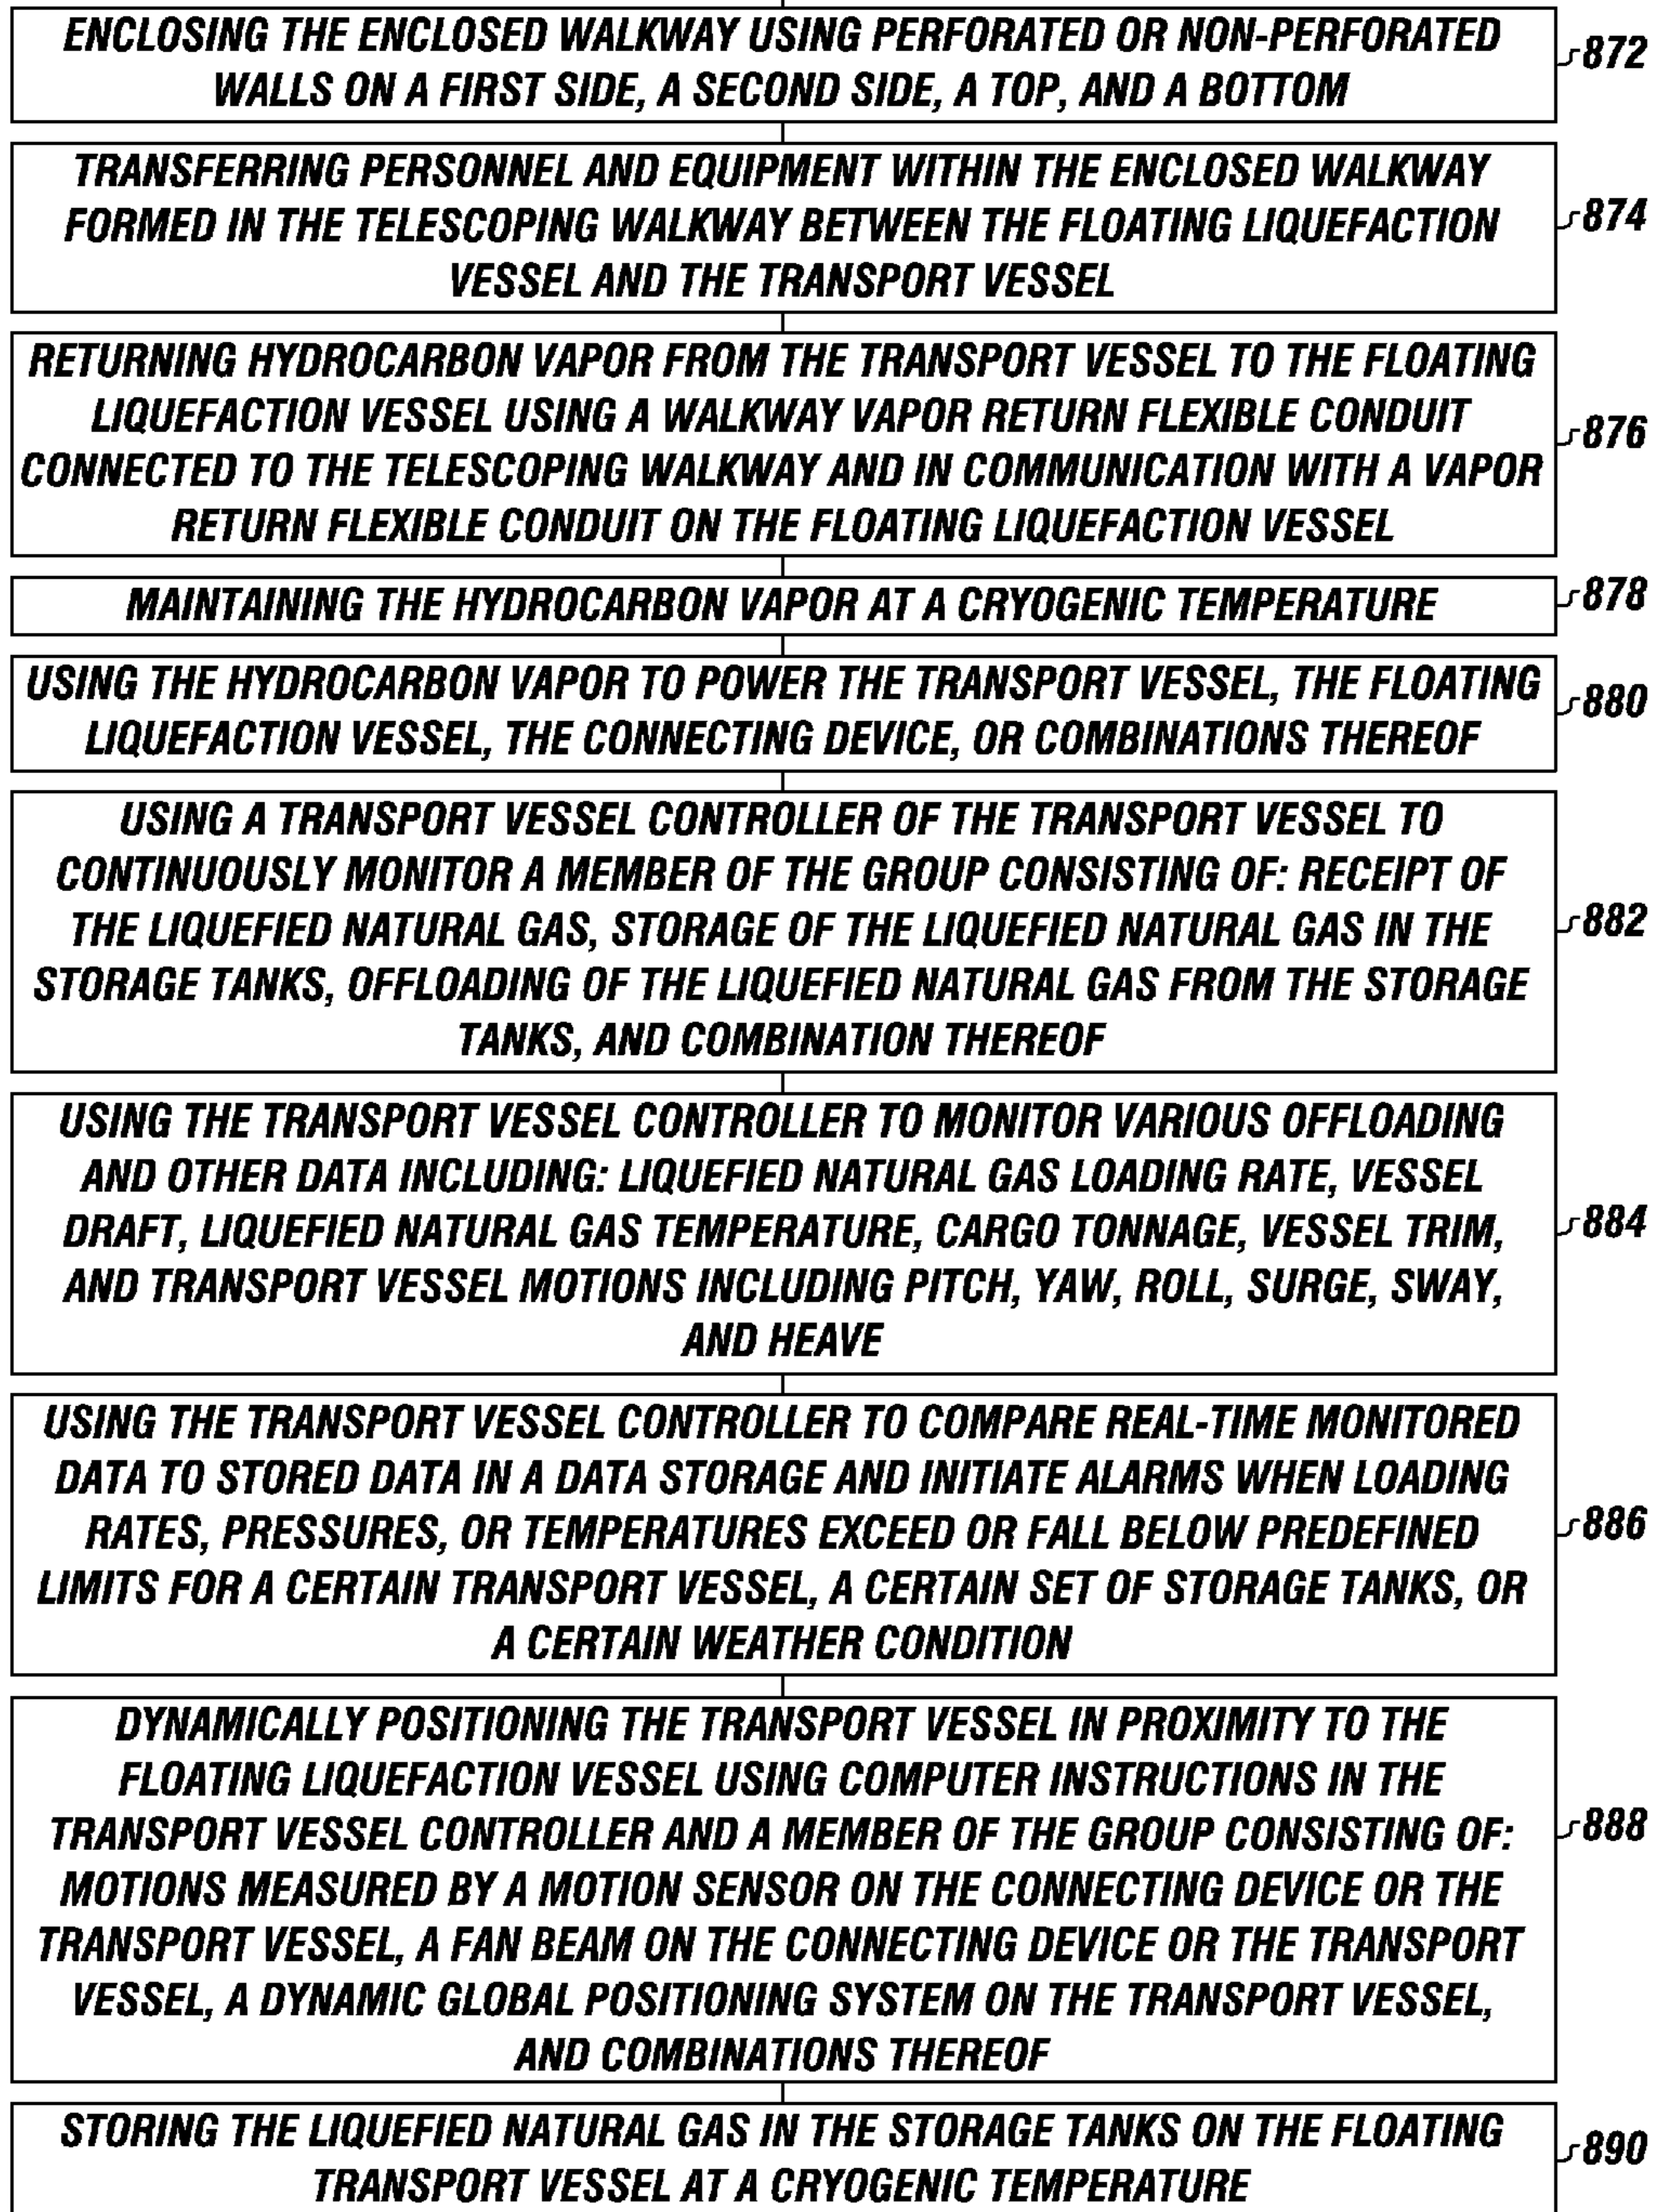 ENCLOSING THE ENCLOSED WALKWAY USING PERFORATED OR NON-PERFORATED
WALLS ON A FIRST SIDE, A SECOND SIDE, A TOP, AND A BOTTOM
872
TRANSFERRING PERSONNEL AND EQUIPMENT WITHIN THE ENCLOSED WALKWAY
FORMED IN THE TELESCOPING WALKWAY BETWEEN THE FLOATING LIQUEFACTION
VESSEL AND THE TRANSPORT VESSEL
874
RETURNING HYDROCARBON VAPOR FROM THE TRANSPORT VESSEL TO THE FLOATING
LIQUEFACTION VESSEL USING A WALKWAY VAPOR RETURN FLEXIBLE CONDUIT
CONNECTED TO THE TELESCOPING WALKWAY AND IN COMMUNICATION WITH A VAPOR
RETURN FLEXIBLE CONDUIT ON THE FLOATING LIQUEFACTION VESSEL
876
MAINTAINING THE HYDROCARBON VAPOR AT A CRYOGENIC TEMPERATURE
878
USING THE HYDROCARBON VAPOR TO POWER THE TRANSPORT VESSEL, THE FLOATING
LIQUEFACTION VESSEL, THE CONNECTING DEVICE, OR COMBINATIONS THEREOF
880
USING A TRANSPORT VESSEL CONTROLLER OF THE TRANSPORT VESSEL TO
CONTINUOUSLY MONITOR A MEMBER OF THE GROUP CONSISTING OF: RECEIPT OF
THE LIQUEFIED NATURAL GAS, STORAGE OF THE LIQUEFIED NATURAL GAS IN THE
STORAGE TANKS, OFFLOADING OF THE LIQUEFIED NATURAL GAS FROM THE STORAGE
TANKS, AND COMBINATION THEREOF
882
USING THE TRANSPORT VESSEL CONTROLLER TO MONITOR VARIOUS OFFLOADING
AND OTHER DATA INCLUDING: LIQUEFIED NATURAL GAS LOADING RATE, VESSEL
DRAFT, LIQUEFIED NATURAL GAS TEMPERATURE, CARGO TONNAGE, VESSEL TRIM,
AND TRANSPORT VESSEL MOTIONS INCLUDING PITCH, YAW, ROLL, SURGE, SWAY,
AND HEAVE
884
USING THE TRANSPORT VESSEL CONTROLLER TO COMPARE REAL-TIME MONITORED
DATA TO STORED DATA IN A DATA STORAGE AND INITIATE ALARMS WHEN LOADING
RATES, PRESSURES, OR TEMPERATURES EXCEED OR FALL BELOW PREDEFINED
LIMITS FOR A CERTAIN TRANSPORT VESSEL, A CERTAIN SET OF STORAGE TANKS, OR
A CERTAIN WEATHER CONDITION
886
DYNAMICALLY POSITIONING THE TRANSPORT VESSEL IN PROXIMITY TO THE
FLOATING LIQUEFACTION VESSEL USING COMPUTER INSTRUCTIONS IN THE
TRANSPORT VESSEL CONTROLLER AND A MEMBER OF THE GROUP CONSISTING OF:
MOTIONS MEASURED BY A MOTION SENSOR ON THE CONNECTING DEVICE OR THE
TRANSPORT VESSEL, A FAN BEAM ON THE CONNECTING DEVICE OR THE TRANSPORT
VESSEL, A DYNAMIC GLOBAL POSITIONING SYSTEM ON THE TRANSPORT VESSEL,
AND COMBINATIONS THEREOF
888
STORING THE LIQUEFIED NATURAL GAS IN THE STORAGE TANKS ON THE FLOATING
TRANSPORT VESSEL AT A CRYOGENIC TEMPERATURE
890